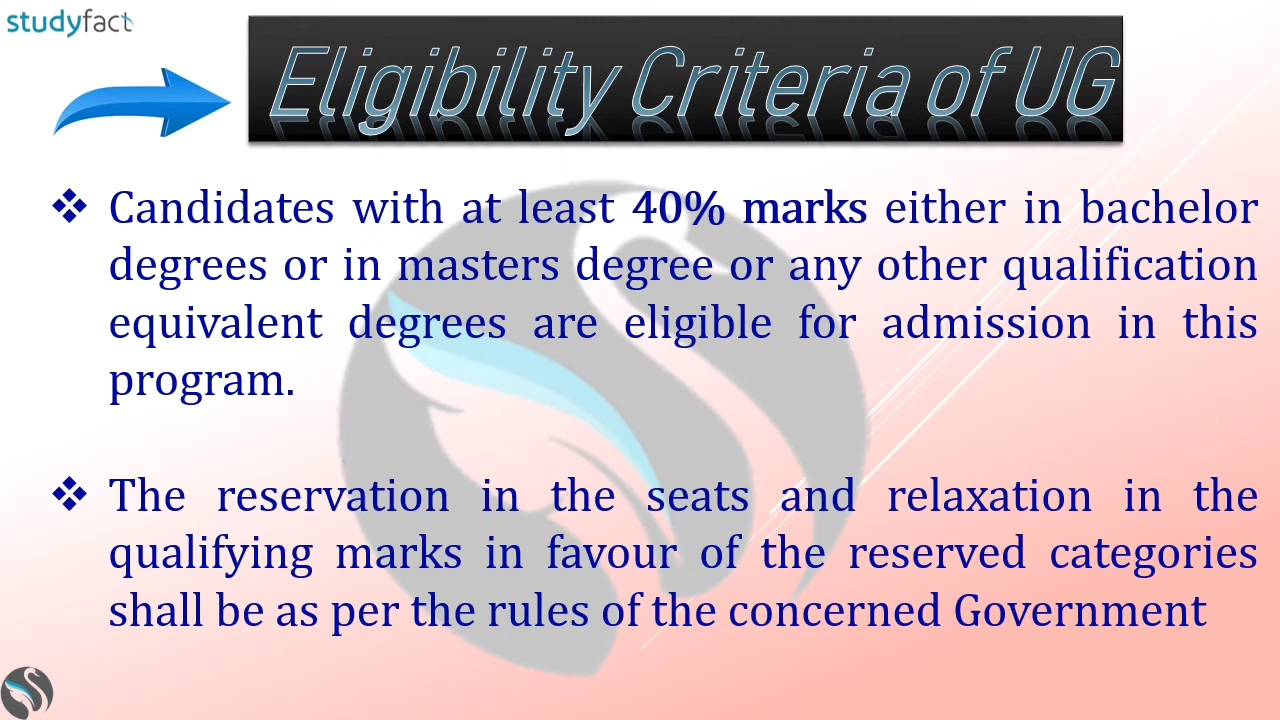 studyfact
Eligibility Criteria of UG
❖ Candidates with at least 40% marks either in bachelor
degrees or in masters degree or any other qualification
equivalent degrees are eligible for admission in this
program.
❖ The reservation in the seats and relaxation in the
qualifying marks in favour of the reserved categories
shall be as per the rules of the concerned Government